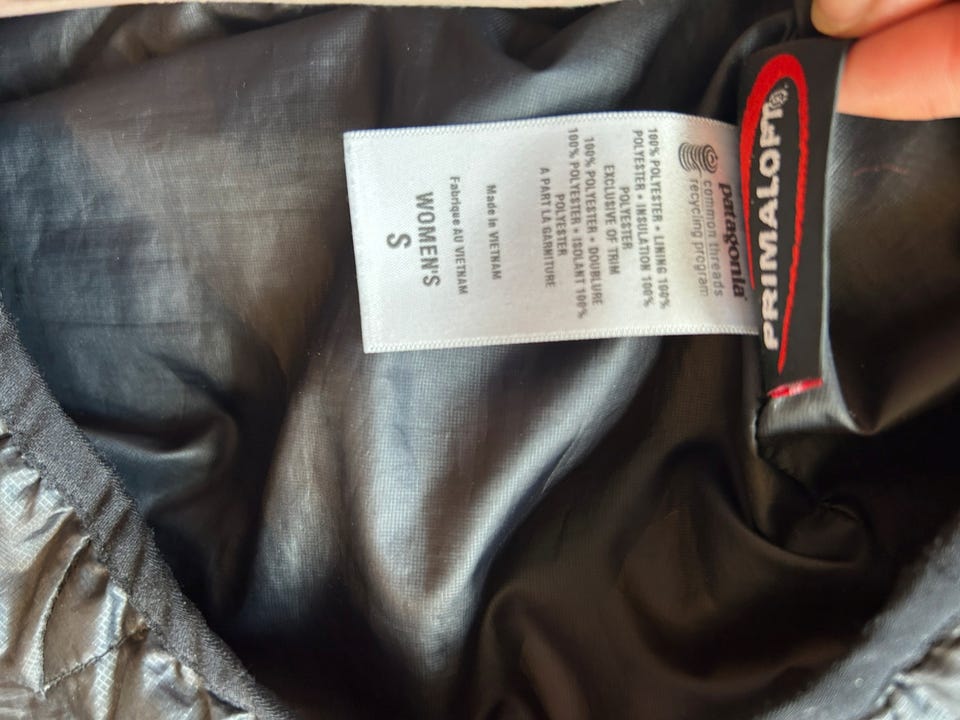 PRIMALOFT®
patagonia®
common threads
recycling program
100% POLYESTER • LINING 100%
POLYESTER • INSULATION 100%
POLYESTER
EXCLUSIVE OF TRIM
100% POLYESTER • DOUBLURE
100% POLYESTER • ISOLANT 100%
POLYESTER
A PART LA GARNITURE
Made in VIETNAM
Fabrique AU VIETNAM
WOMEN'S
S